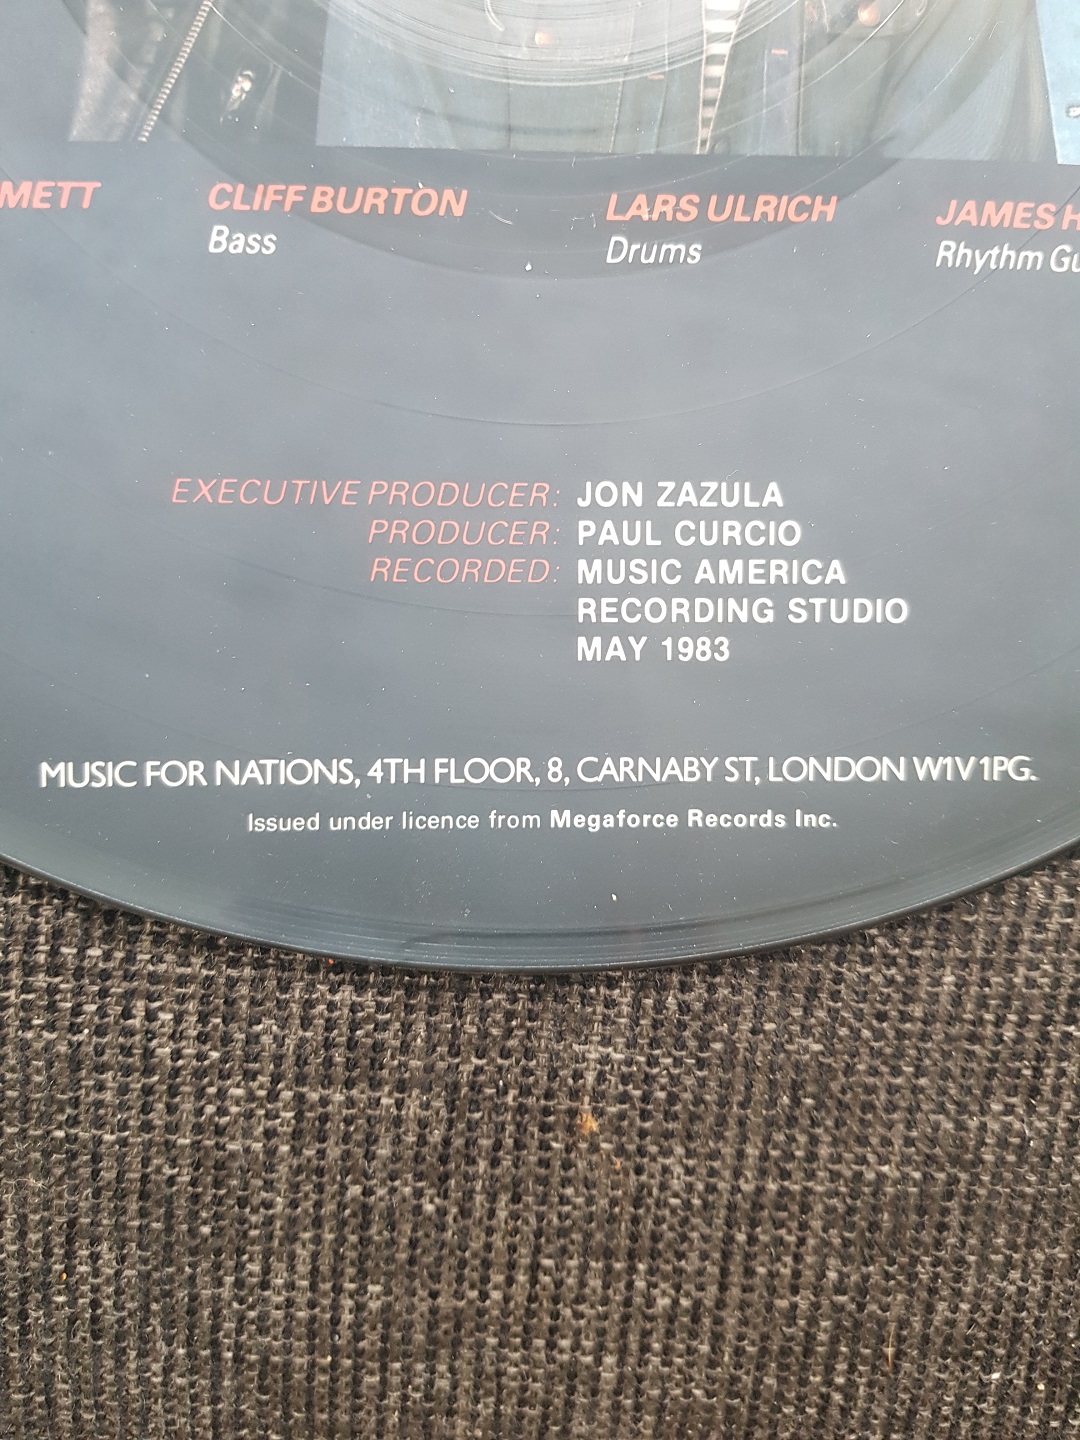 METT CLIFF BURTON LARS ULRICH JAMES H
Bass Drums Rhythm Gu
EXECUTIVE PRODUCER: JON ZAZULA
PRODUCER: PAUL CURCIO
RECORDED: MUSIC AMERICA
RECORDING STUDIO
MAY 1983
MUSIC FOR NATIONS, 4TH FLOOR, 8, CARNABY ST, LONDON W1V 1PG.
Issued under licence from Megaforce Records Inc.